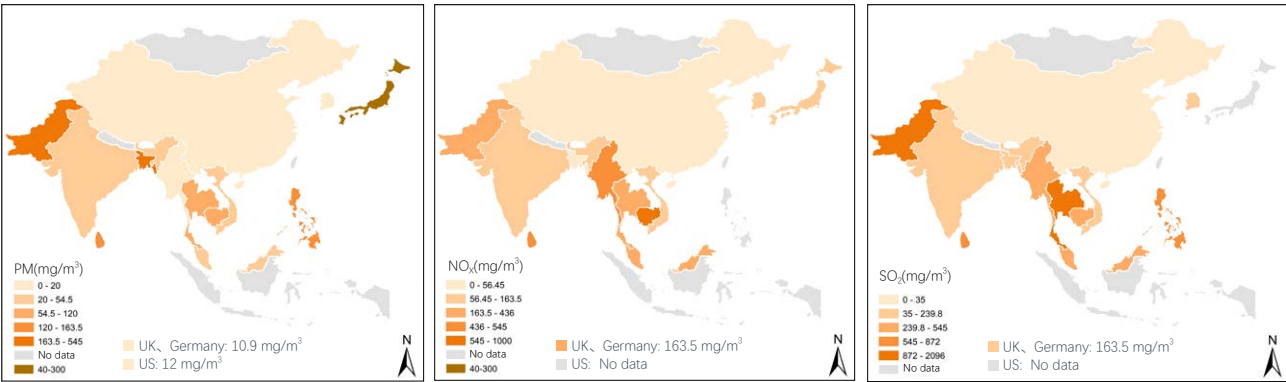 PM(mg/m³)
0 - 20
20 - 54.5
54.5 - 120
120 - 163.5
163.5 - 545
No data
40-300
UK、Germany: 10.9 mg/m³
US: 12 mg/m³
N
NOₓ(mg/m³)
0 - 56.45
56.45 - 163.5
163.5 - 436
436 - 545
545 - 1000
No data
40-300
UK、Germany: 163.5 mg/m³
US: No data
N
SO₂(mg/m³)
0 - 35
35 - 239.8
239.8 - 545
545 - 872
872 - 2096
No data
UK、Germany: 163.5 mg/m³
US: No data
N